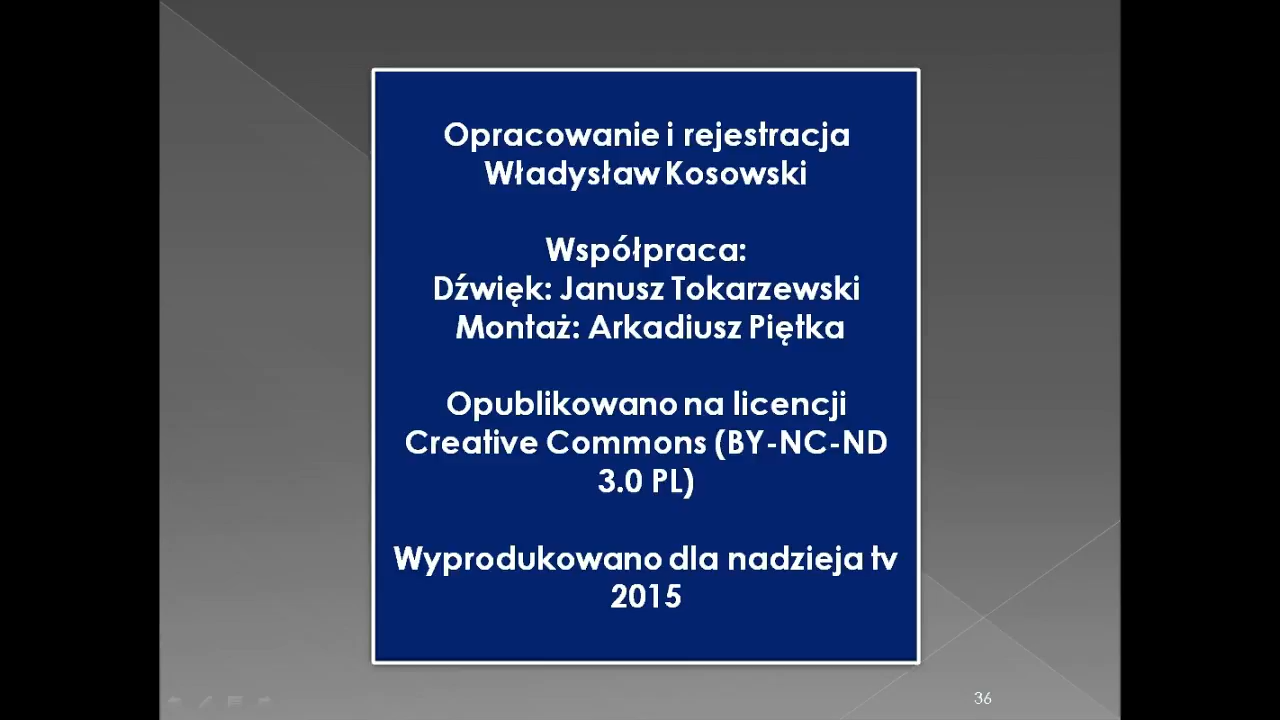 Opracowanie i rejestracja
Władysław Kosowski
Współpraca:
Dźwięk: Janusz Tokarzewski
Montaż: Arkadiusz Piętka
Opublikowano na licencji
Creative Commons (BY-NC-ND
3.0 PL)
Wyprodukowano dla nadzieja tv
2015
36